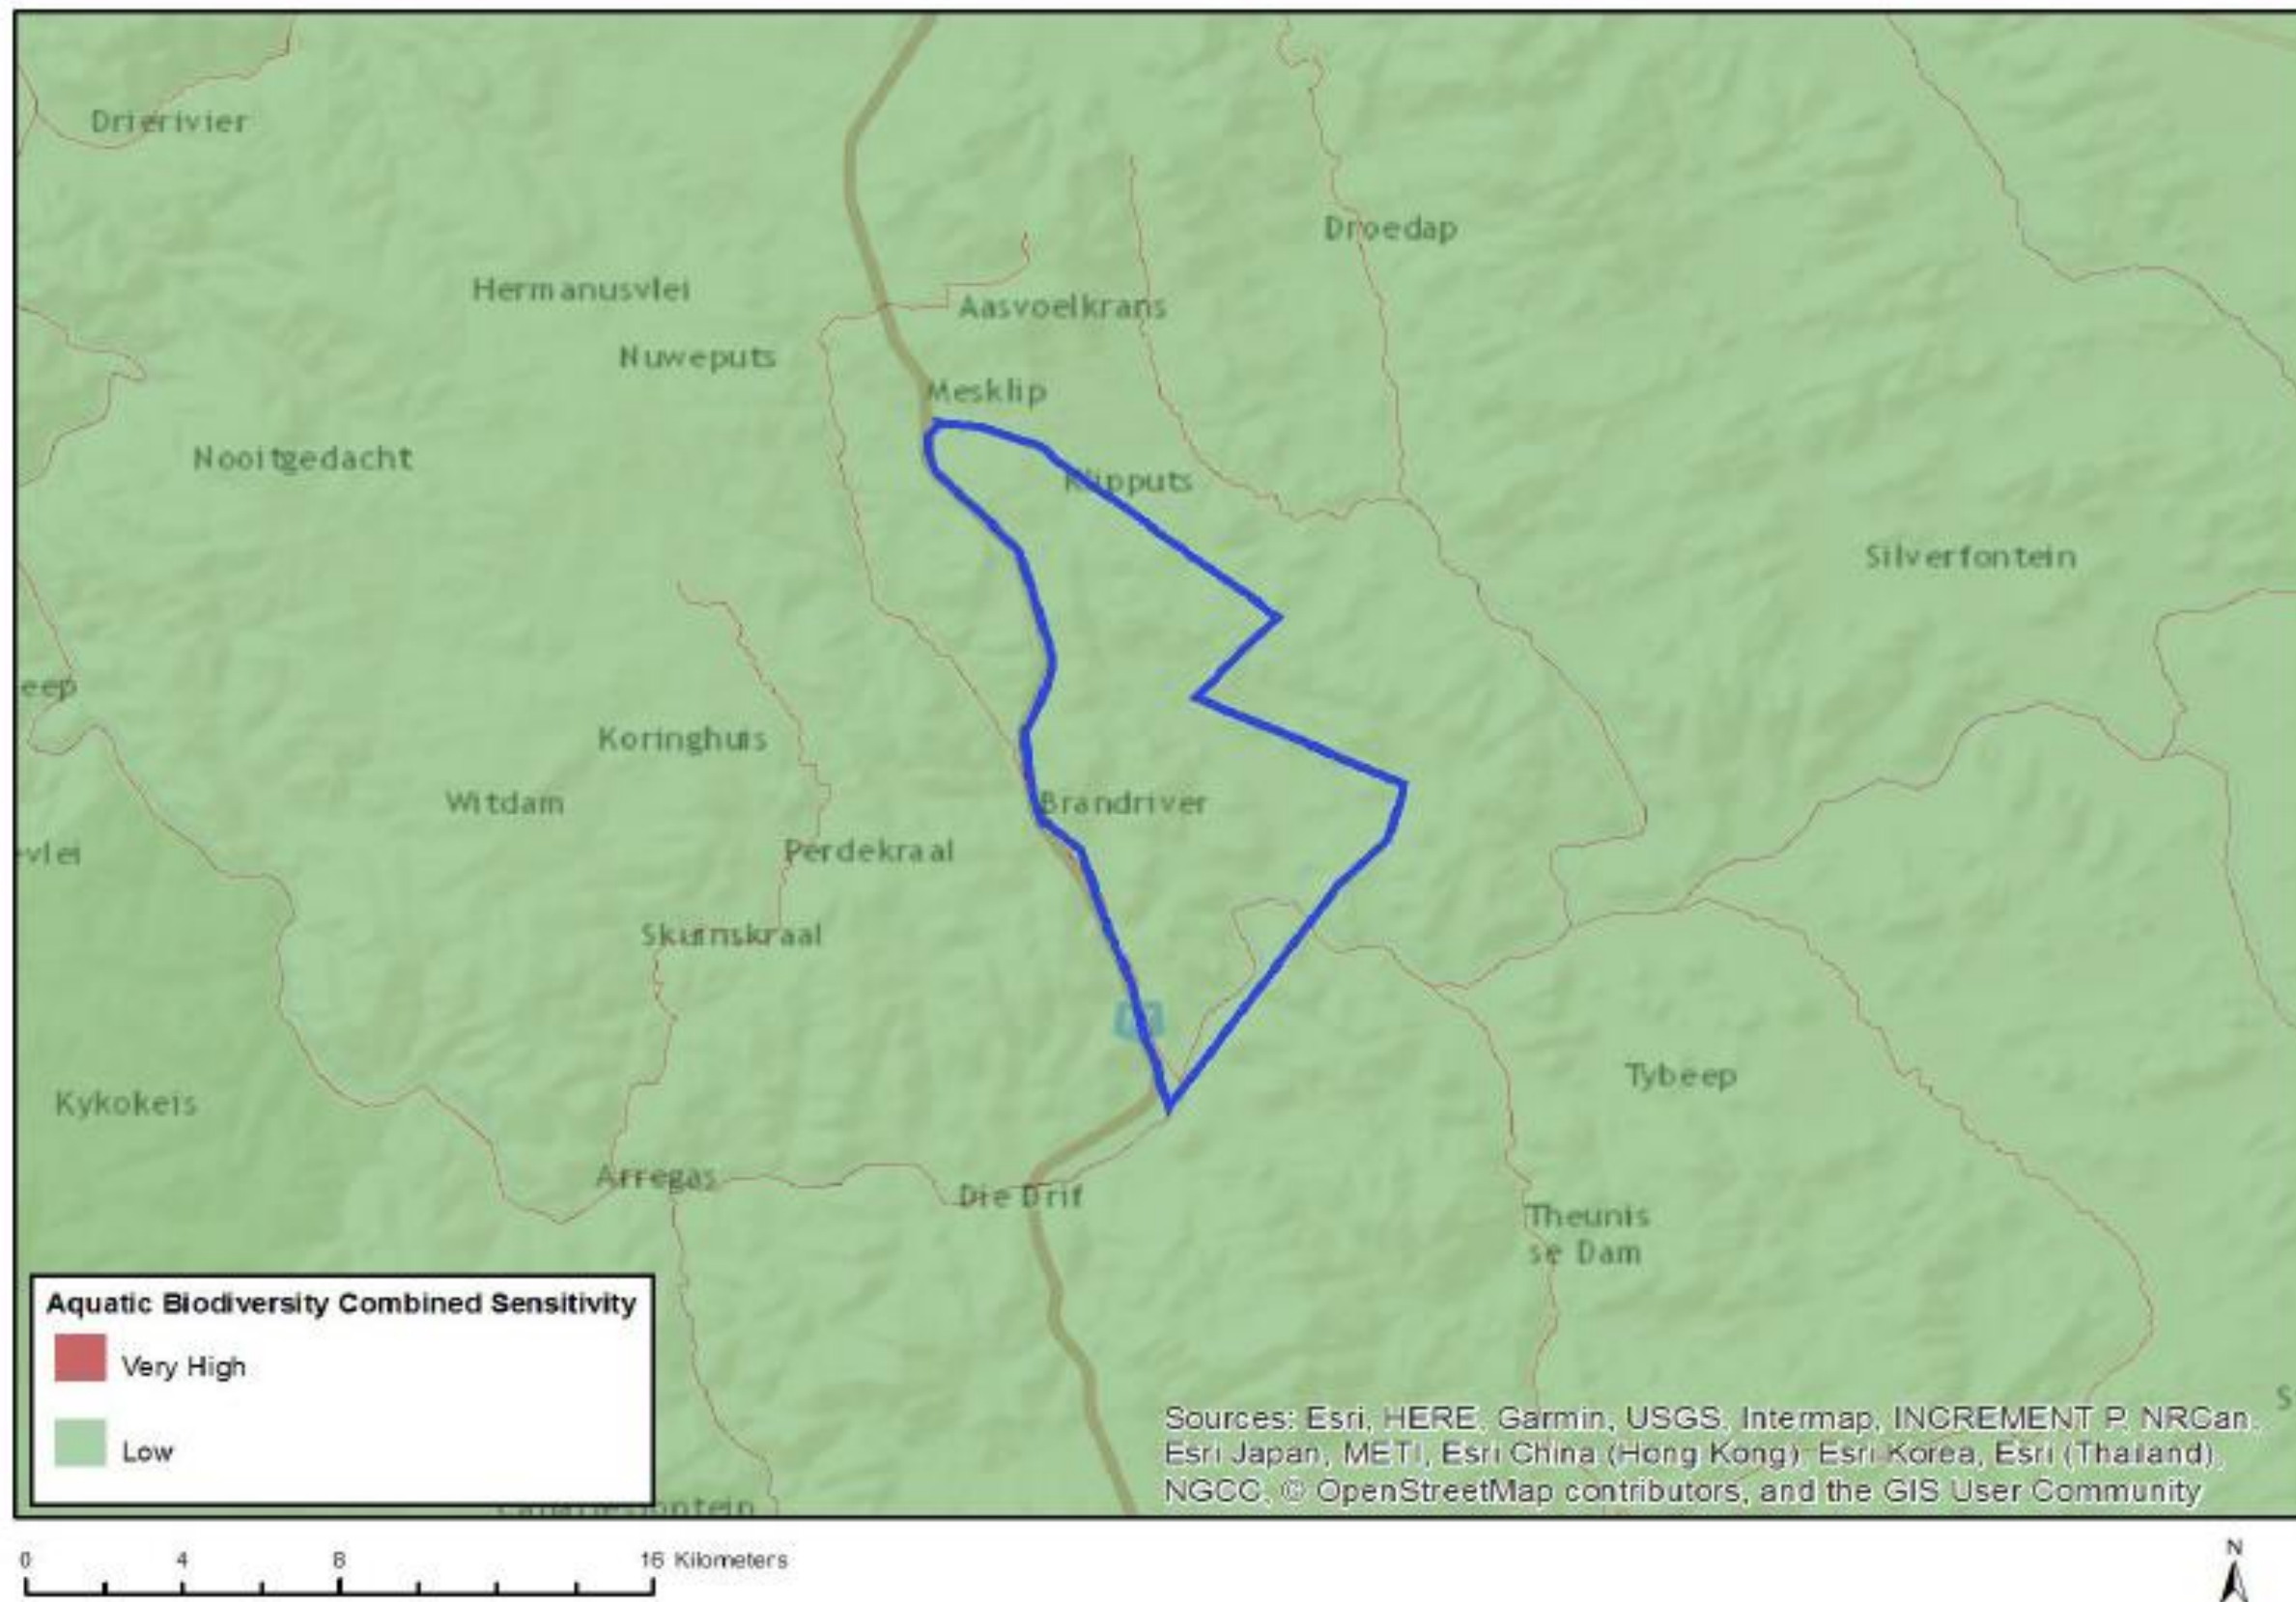 Drierivier
Droedap
Hermanusvlei
Aasvoelkrans
Nuweputs
Mesklip
Nooitgedacht
Klipputs
Silverfontein
eep
Koringhuis
Witdam
Brandriver
vlei
Perdekraal
Skuinskraal
Tybeep
Kykokeis
Arregas
Die Drif
Theunis
se Dam
Aquatic Biodiversity Combined Sensitivity
Very High
Low
S
Sources: Esri, HERE, Garmin, USGS, Intermap, INCREMENT P, NRCan,
Esri Japan, METI, Esri China (Hong Kong), Esri Korea, Esri (Thailand),
NGCC, © OpenStreetMap contributors, and the GIS User Community
0 4 8 16 Kilometers
N